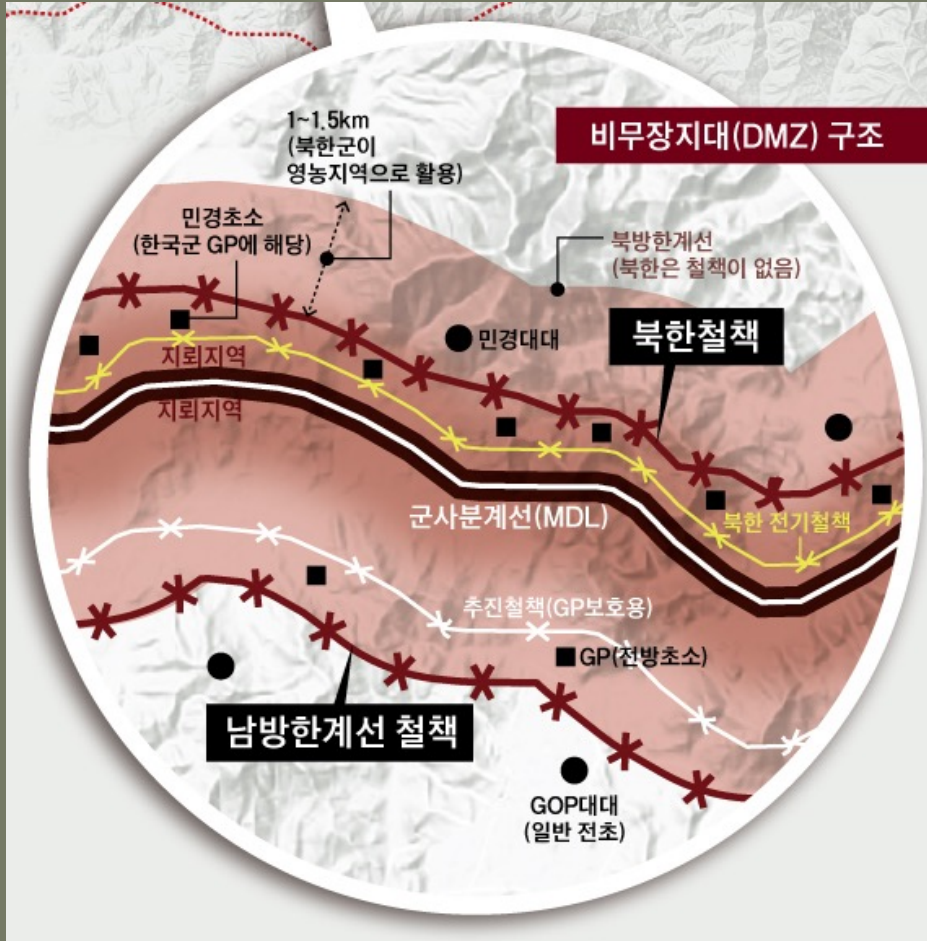 비무장지대(DMZ) 구조
1~1.5km
(북한군이
영농지역으로 활용)
민경초소
(한국군 GP에 해당)
북방한계선
(북한은 철책이 없음)
민경대대
북한철책
지뢰지역
지뢰지역
군사분계선(MDL)
북한 전기철책
추진철책(GP보호용)
GP(전방초소)
남방한계선 철책
GOP대대
(일반 전초)